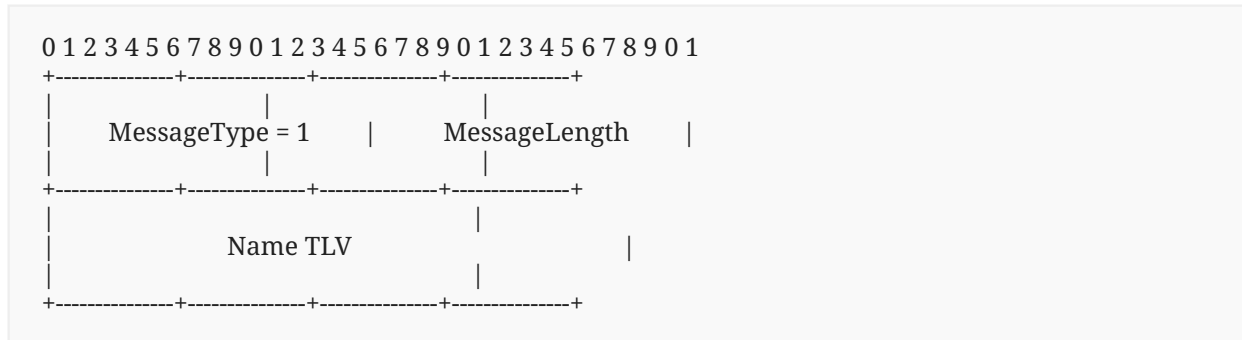 0 1 2 3 4 5 6 7 8 9 0 1 2 3 4 5 6 7 8 9 0 1 2 3 4 5 6 7 8 9 0 1
+---------------+---------------+---------------+---------------+
| | |
| MessageType = 1 | MessageLength |
| | |
+---------------+---------------+---------------+---------------+
| |
| Name TLV |
| |
+---------------+---------------+---------------+---------------+